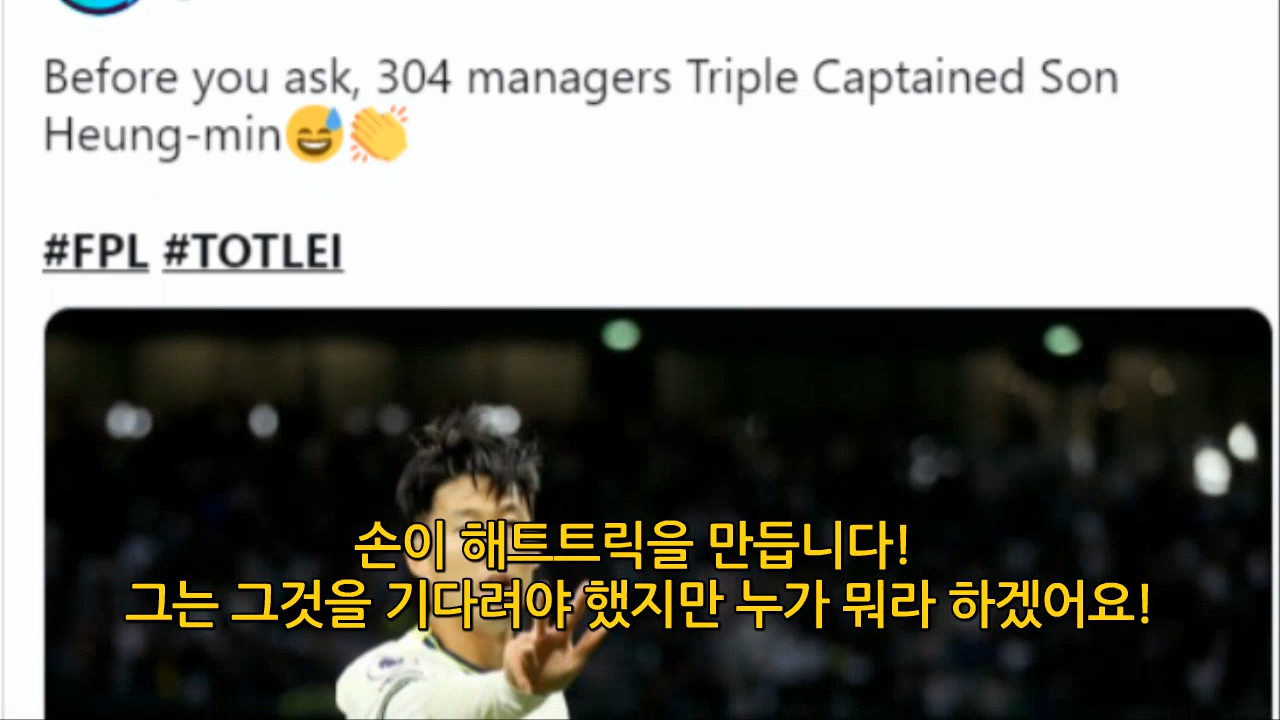 Before you ask, 304 managers Triple Captained Son
Heung-min😅👏
#FPL #TOTLEI
손이 해드트릭을 만듭니다!
그는 그것을 기다려야 했지만 누가 뭐라 하겠어요!